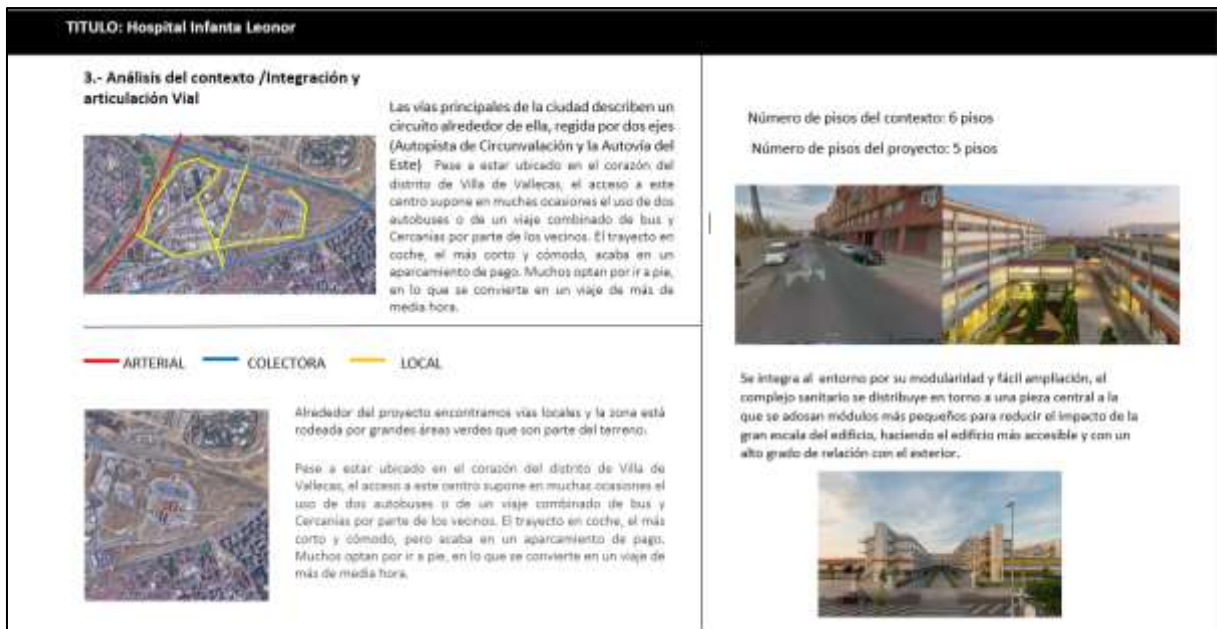 TITULO: Hospital Infanta Leonor
3.- Análisis del contexto /Integración y
articulación Vial
Las vías principales de la ciudad describen un
circuito alrededor de ella, regida por dos ejes
(Autopista de Circunvalación y la Autovía del
Este) Pese a estar ubicado en el corazón del
distrito de Villa de Vallecas, el acceso a este
centro supone en muchas ocasiones el uso de dos
autobuses o de un viaje combinado de bus y
Cercanías por parte de los vecinos. El trayecto en
coche, el más corto y cómodo, acaba en un
aparcamiento de pago. Muchos optan por ir a pie,
en lo que se convierte en un viaje de más de
media hora.
ARTERIAL COLECTORA LOCAL
Alrededor del proyecto encontramos vías locales y la zona está
rodeada por grandes áreas verdes que son parte del terreno.
Pese a estar ubicado en el corazón del distrito de Villa de
Vallecas, el acceso a este centro supone en muchas ocasiones el
uso de dos autobuses o de un viaje combinado de bus y
Cercanías por parte de los vecinos. El trayecto en coche, el más
corto y cómodo, pero acaba en un aparcamiento de pago.
Muchos optan por ir a pie, en lo que se convierte en un viaje de
más de media hora.
Número de pisos del contexto: 6 pisos
Número de pisos del proyecto: 5 pisos
Se integra al entorno por su modularidad y fácil ampliación, el
complejo sanitario se distribuye en torno a una pieza central a la
que se adosan módulos más pequeños para reducir el impacto de la
gran escala del edificio, haciendo el edificio más accesible y con un
alto grado de relación con el exterior.